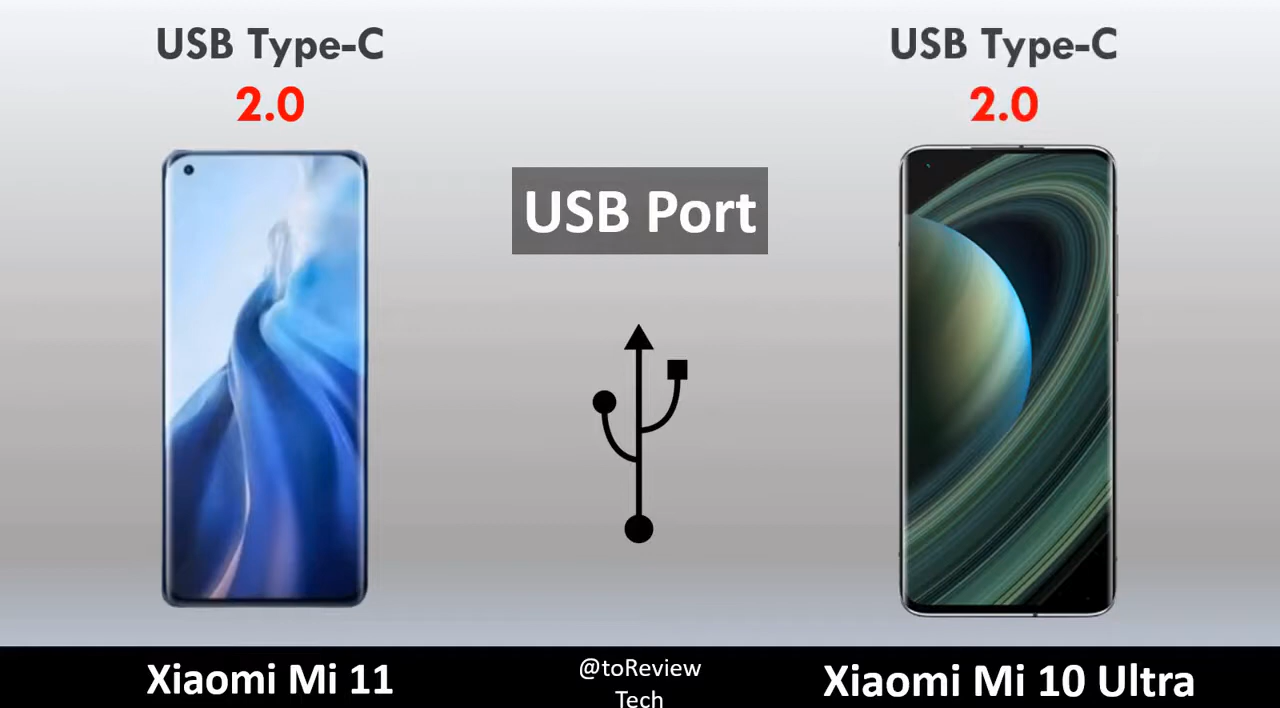 USB Type-C
2.0
USB Type-C
2.0
USB Port
Xiaomi Mi 11
@toReview
Tech
Xiaomi Mi 10 Ultra